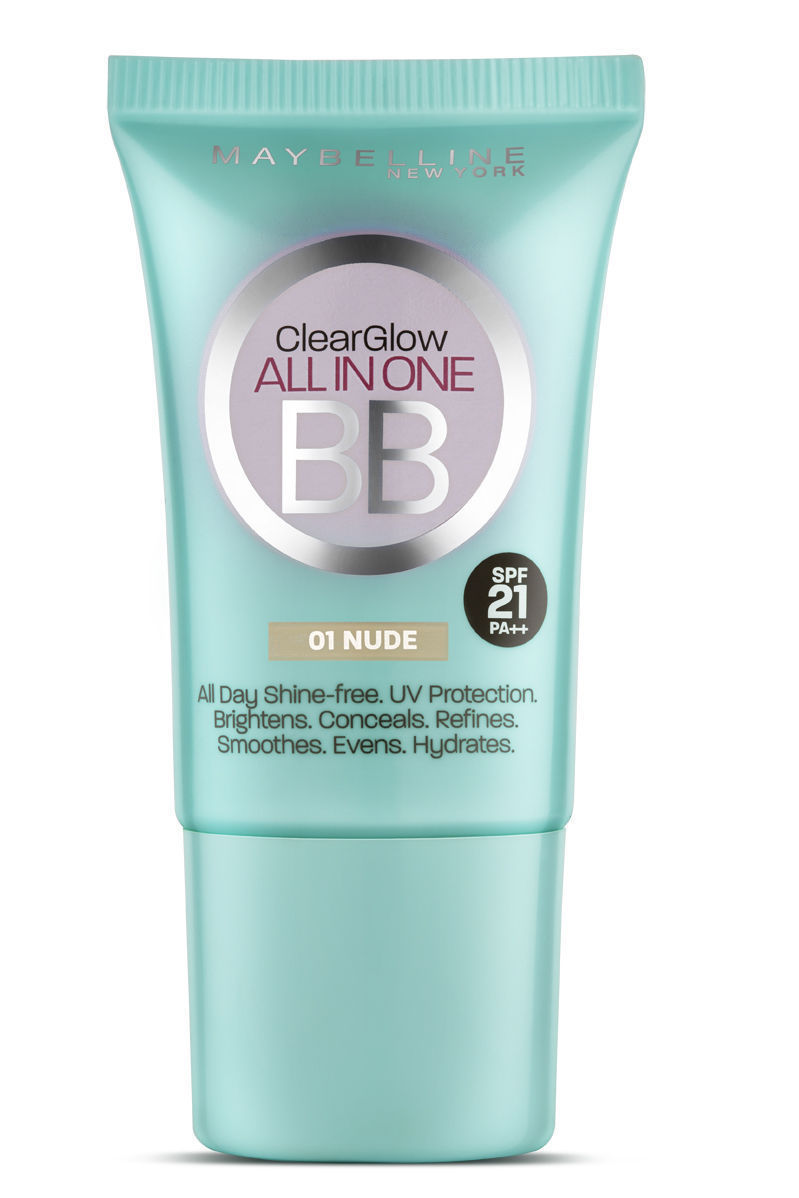 MAYBELLINE
NEW YORK
ClearGlow
ALL IN ONE
BB
SPF
21
PA++
01 NUDE
All Day Shine-free. UV Protection.
Brightens. Conceals. Refines.
Smoothes. Evens. Hydrates.